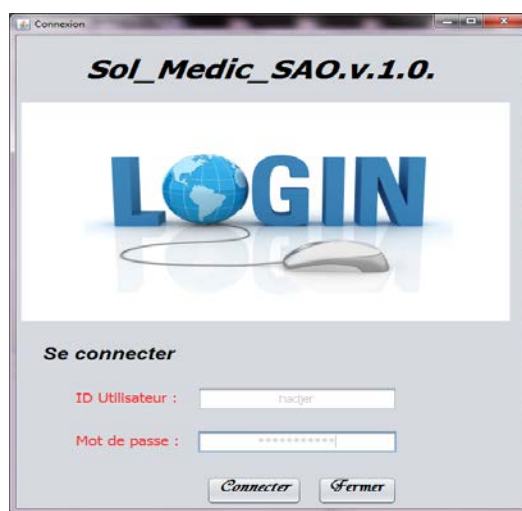 Connexion
Sol_Medic_SAO.v.1.0.
LOGIN
Se connecter
ID Utilisateur :
hadjer
Mot de passe :
***********
Connecter
Fermer